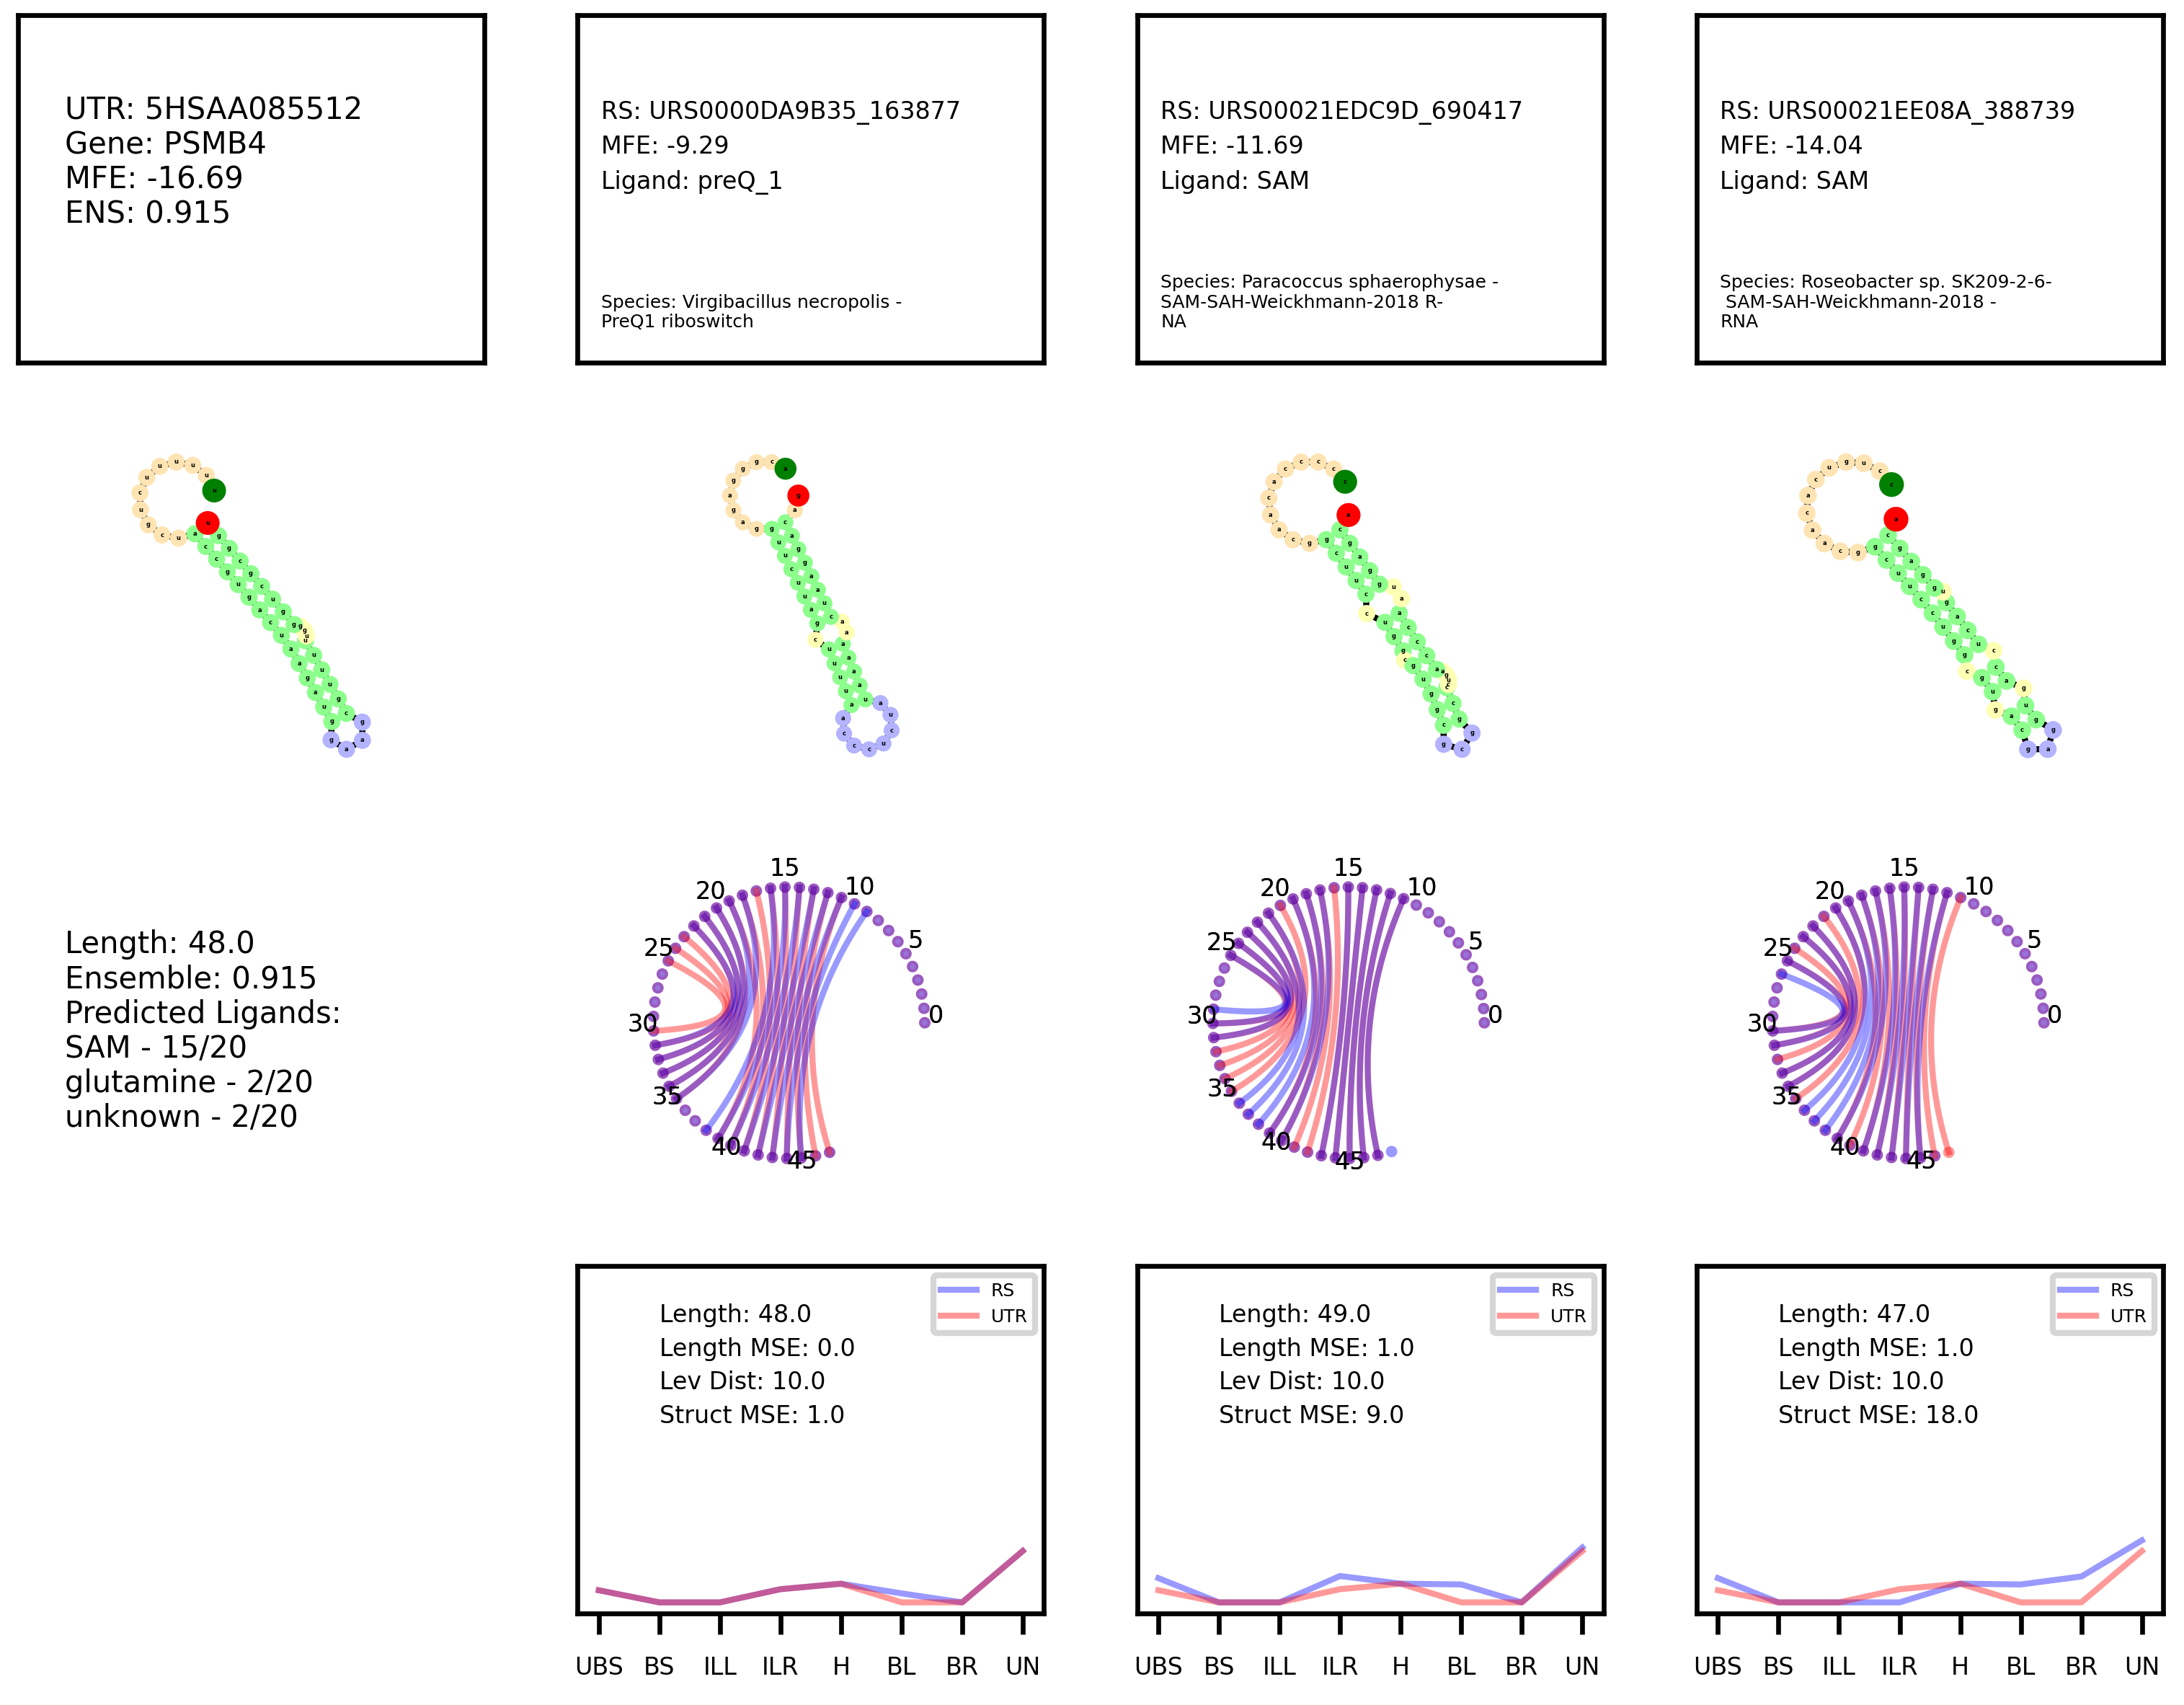 UTR: 5HSAA085512
Gene: PSMB4
MFE: -16.69
ENS: 0.915
RS: URS0000DA9B35_163877
MFE: -9.29
Ligand: preQ_1
Species: Virgibacillus necropolis -
PreQ1 riboswitch
RS: URS00021EDC9D_690417
MFE: -11.69
Ligand: SAM
Species: Paracoccus sphaerophysae -
SAM-SAH-Weickhmann-2018 R-
NA
RS: URS00021EE08A_388739
MFE: -14.04
Ligand: SAM
Species: Roseobacter sp. SK209-2-6-
SAM-SAH-Weickhmann-2018 -
RNA
Length: 48.0
Ensemble: 0.915
Predicted Ligands:
SAM - 15/20
glutamine - 2/20
unknown - 2/20
0
5
10
15
20
25
30
35
40
45
0
5
10
15
20
25
30
35
40
45
0
5
10
15
20
25
30
35
40
45
Length: 48.0
Length MSE: 0.0
Lev Dist: 10.0
Struct MSE: 1.0
RS
UTR
UBS BS ILL ILR H BL BR UN
Length: 49.0
Length MSE: 1.0
Lev Dist: 10.0
Struct MSE: 9.0
RS
UTR
UBS BS ILL ILR H BL BR UN
Length: 47.0
Length MSE: 1.0
Lev Dist: 10.0
Struct MSE: 18.0
RS
UTR
UBS BS ILL ILR H BL BR UN